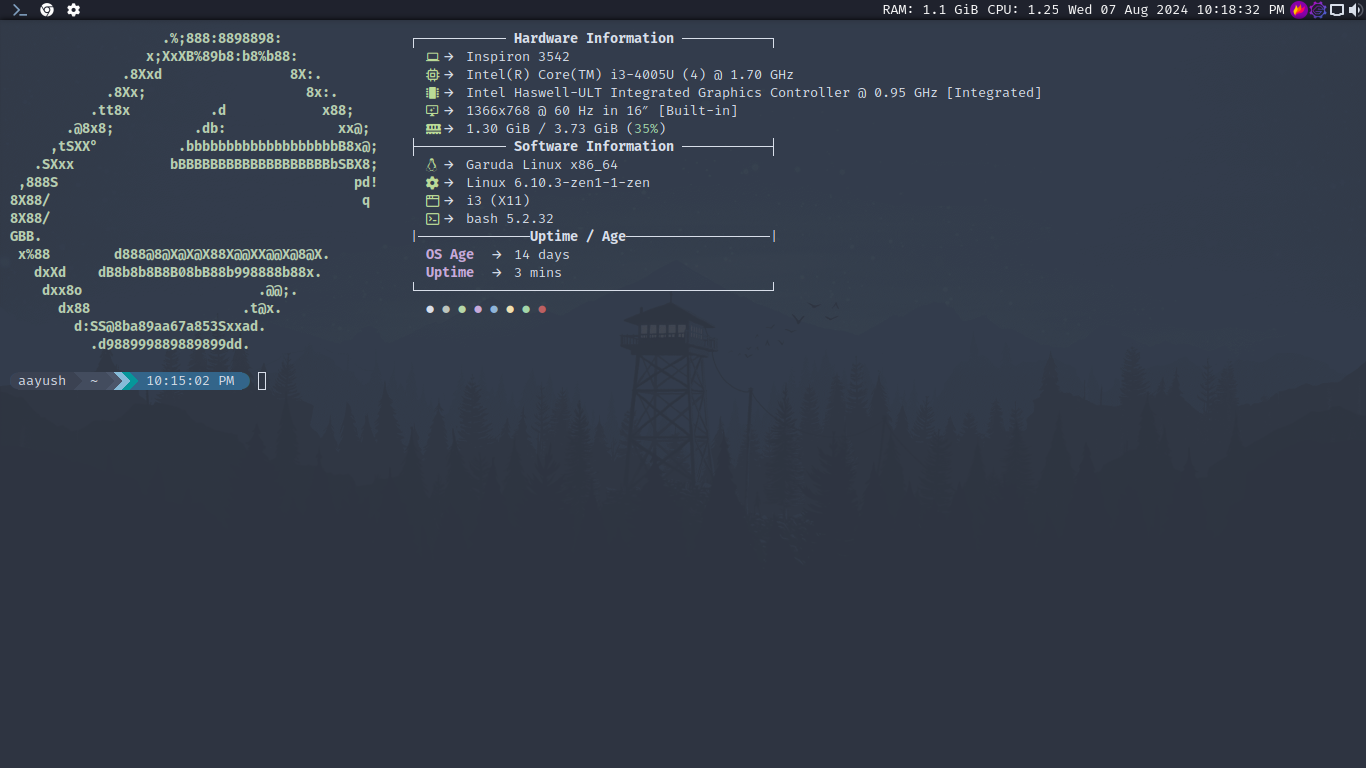 RAM: 1.1 GiB CPU: 1.25 Wed 07 Aug 2024 10:18:32 PM
.%;888:8898898:
x;XxXB%89b8:b8%b88:
.8Xxd 8X:.
.8Xx; 8x:.
.tt8x .d x88;
.@8x8; .db: xx@;
,tSXX° .bbbbbbbbbbbbbbbbbbbB8x@;
.SXxx bBBBBBBBBBBBBBBBBBBBbSBX8;
,888S pd!
8X88/ q
8X88/
GBB.
x%88 d888@8@X@X@X88X@@XX@@X@8@X.
dxXd dB8b8b8B8B08bB88b998888b88x.
dxx8o .@@;.
dx88 .t@x.
d:SS@8ba89aa67a853Sxxad.
.d988999889889899dd.
Hardware Information
→ Inspiron 3542
→ Intel(R) Core(TM) i3-4005U (4) @ 1.70 GHz
→ Intel Haswell-ULT Integrated Graphics Controller @ 0.95 GHz [Integrated]
→ 1366x768 @ 60 Hz in 16″ [Built-in]
→ 1.30 GiB / 3.73 GiB (35%)
Software Information
→ Garuda Linux x86_64
→ Linux 6.10.3-zen1-1-zen
→ i3 (X11)
→ bash 5.2.32
Uptime / Age
OS Age → 14 days
Uptime → 3 mins
aayush ~ 10:15:02 PM